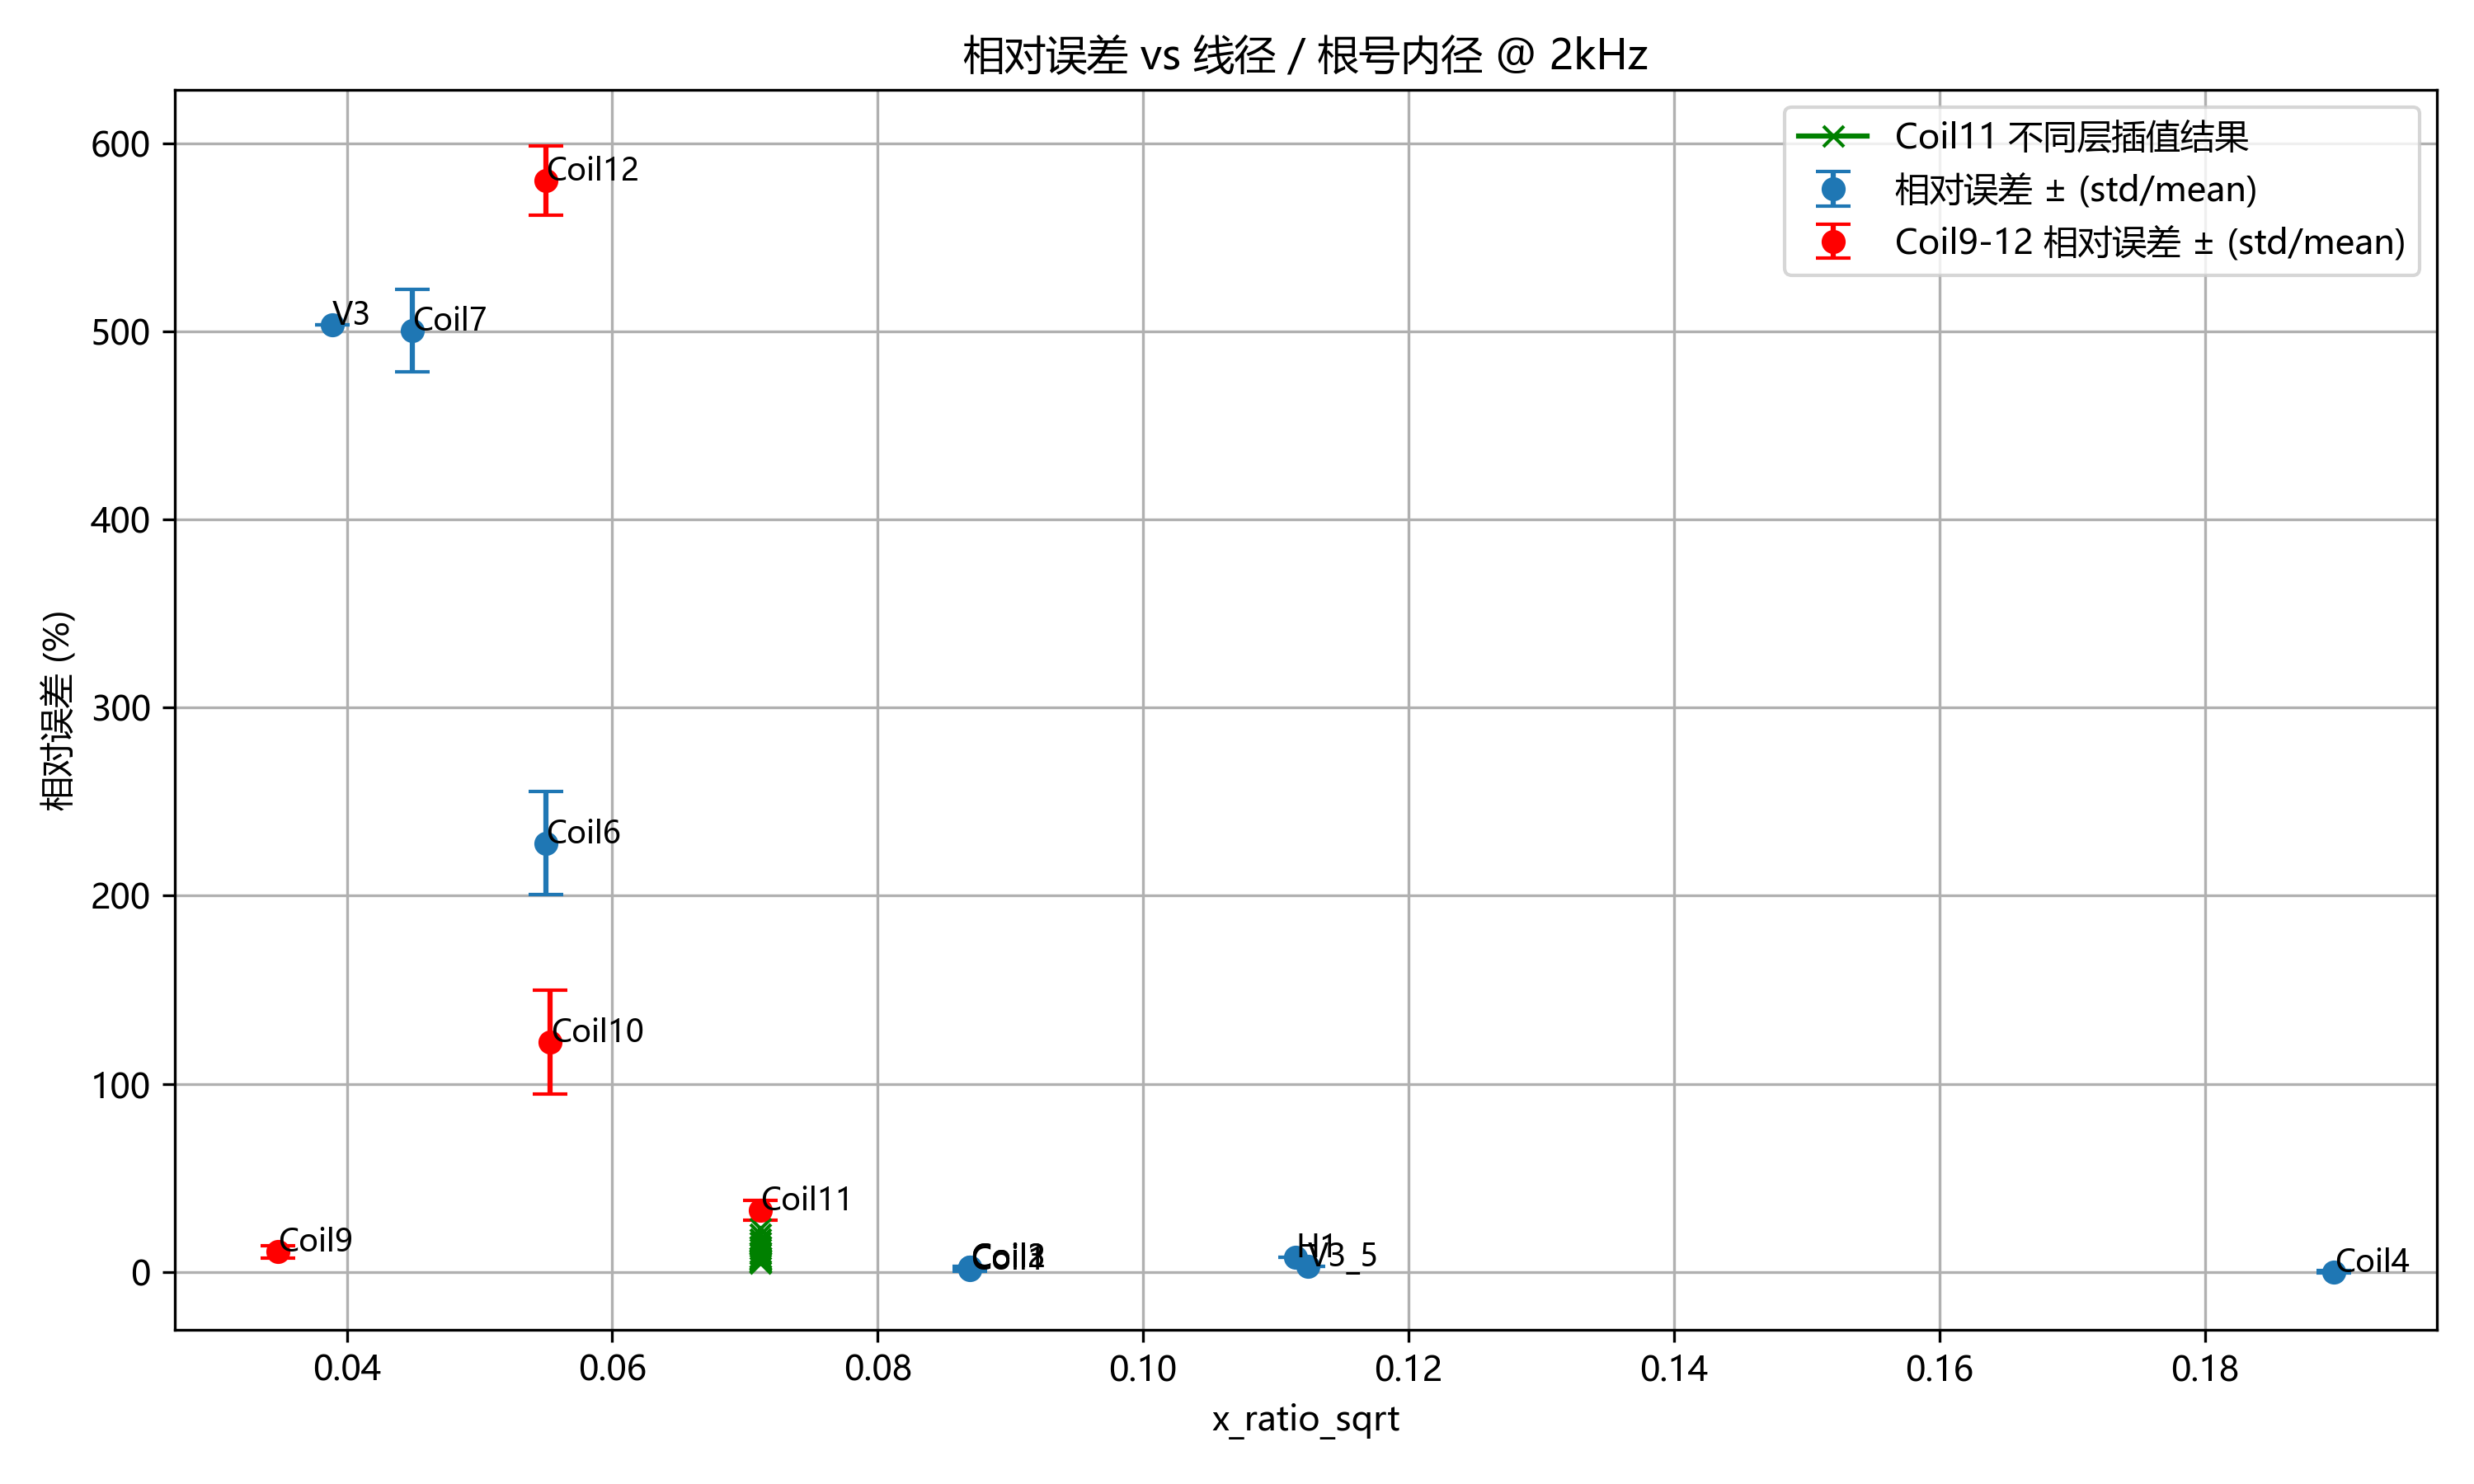 相对误差 vs 线径 / 根号内径 @ 2kHz
Coil11 不同层插值结果
相对误差 ± (std/mean)
Coil9-12 相对误差 ± (std/mean)
相对误差 (%)
600
500
400
300
200
100
0
Coil12
V3
Coil7
Coil6
Coil10
Coil11
Coil9
H1
V3_5
Coil4
0.04
0.06
0.08
0.10
0.12
0.14
0.16
0.18
x_ratio_sqrt